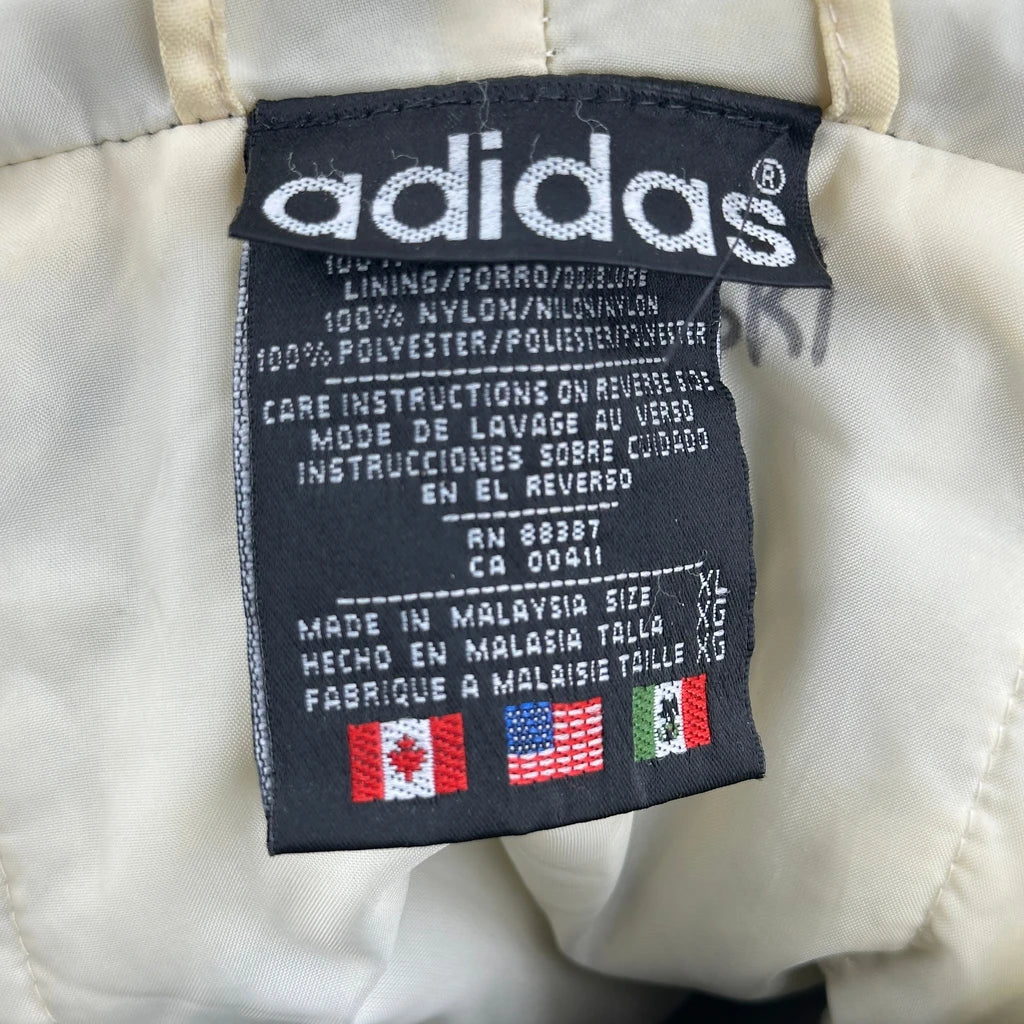 adidas®
100%
LINING/FORRO/DOUBLURE
100% NYLON/NILON/NYLON
100% POLYESTER/POLIESTER/POLYESTER
CARE INSTRUCTIONS ON REVERSE SIDE
MODE DE LAVAGE AU VERSO
INSTRUCCIONES SOBRE CUIDADO
EN EL REVERSO
RN 88387
CA 00411
MADE IN MALAYSIA SIZE XL
HECHO EN MALASIA TALLA XG
FABRIQUE A MALAISIE TAILLE XG